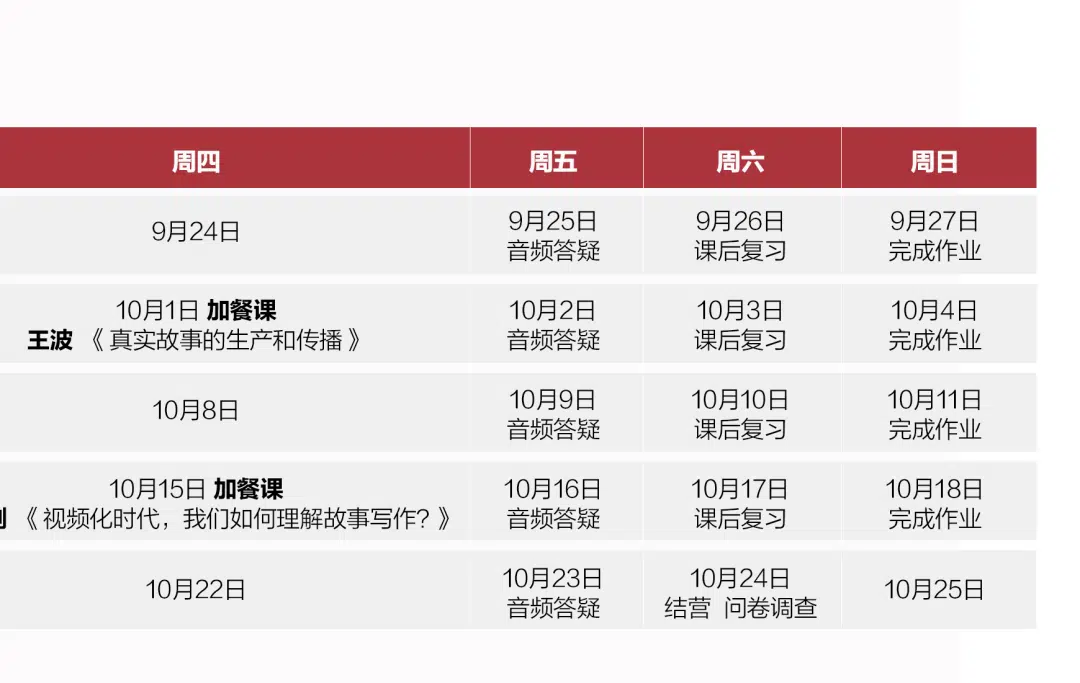 周四 周五 周六 周日
9月24日 9月25日 9月26日 9月27日
音频答疑 课后复习 完成作业
10月1日 加餐课 10月2日 10月3日 10月4日
王波 《真实故事的生产和传播》 音频答疑 课后复习 完成作业
10月8日 10月9日 10月10日 10月11日
音频答疑 课后复习 完成作业
10月15日 加餐课 10月16日 10月17日 10月18日
《视频化时代，我们如何理解故事写作？》 音频答疑 课后复习 完成作业
10月22日 10月23日 10月24日 10月25日
音频答疑 结营 问卷调查